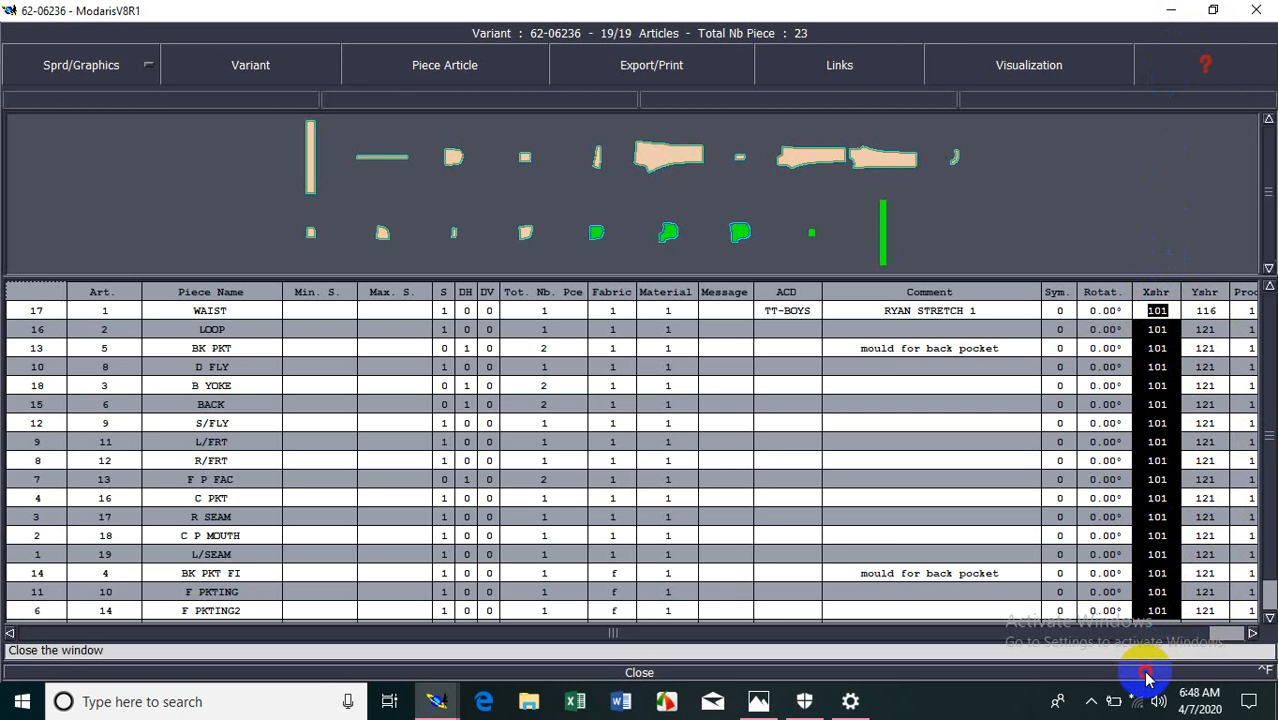 62-06236 - ModarisV8R1
Variant : 62-06236 - 19/19 Articles - Total Nb Piece : 23
Sprd/Graphics Variant Piece Article Export/Print Links Visualization ?
Art. Piece Name Min. S. Max. S. S DH DV Tot. Nb. Pce Fabric Material Message ACD Comment Sym. Rotat. Xshr Yshr Proc
17 1 WAIST 1 0 0 1 1 1 TT-BOYS RYAN STRETCH 1 0 0.00° 101 116 1
16 2 LOOP 1 0 0 1 1 1 0 0.00° 101 121 1
13 5 BK PKT 0 1 0 2 1 1 mould for back pocket 0 0.00° 101 121 1
10 8 D FLY 1 0 0 1 1 1 0 0.00° 101 121 1
18 3 B YOKE 0 1 0 2 1 1 0 0.00° 101 121 1
15 6 BACK 0 1 0 2 1 1 0 0.00° 101 121 1
12 9 S/FLY 1 0 0 1 1 1 0 0.00° 101 121 1
9 11 L/FRT 1 0 0 1 1 1 0 0.00° 101 121 1
8 12 R/FRT 1 0 0 1 1 1 0 0.00° 101 121 1
7 13 F P FAC 0 1 0 2 1 1 0 0.00° 101 121 1
4 16 C PKT 1 0 0 1 1 1 0 0.00° 101 121 1
3 17 R SEAM 1 0 0 1 1 1 0 0.00° 101 121 1
2 18 C P MOUTH 1 0 0 1 1 1 0 0.00° 101 121 1
1 19 L/SEAM 1 0 0 1 1 1 0 0.00° 101 121 1
14 4 BK PKT FI 1 0 0 1 f 1 mould for back pocket 0 0.00° 101 121 1
11 10 F PKTING 1 0 0 1 f 1 0 0.00° 101 121 1
6 14 F PKTING2 1 0 0 1 f 1 0 0.00° 101 121 1
Activate Windows
Go to Settings to activate Windows.
Close the window
Close ^F
Type here to search
6:48 AM
4/7/2020